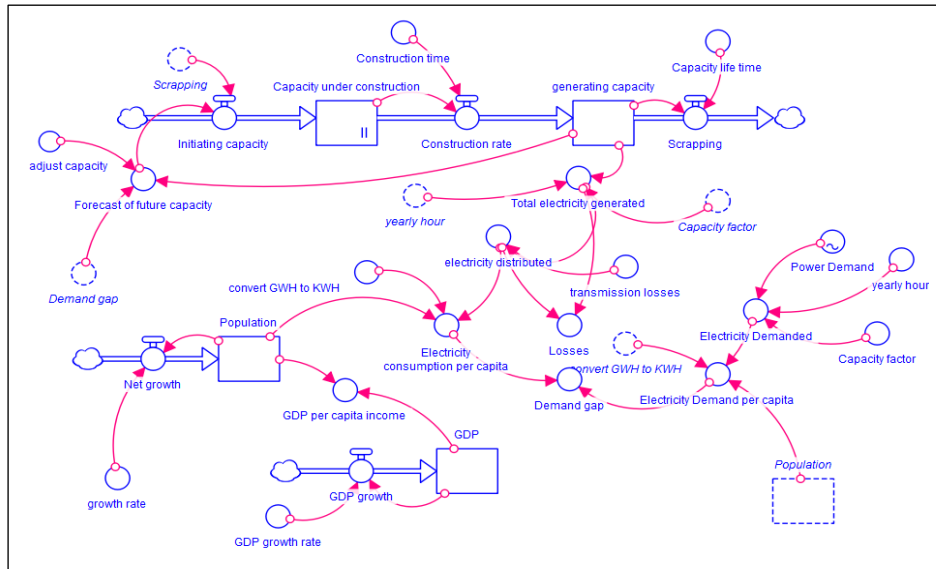 Construction time
Capacity life time
Scrapping
Capacity under construction
generating capacity
Initiating capacity
Construction rate
Scrapping
adjust capacity
Forecast of future capacity
Total electricity generated
yearly hour
Capacity factor
Demand gap
electricity distributed
Power Demand
yearly hour
transmission losses
convert GWH to KWH
Population
Electricity Demanded
Electricity
consumption per capita
Losses
convert GWH to KWH
Capacity factor
Net growth
Demand gap
Electricity Demand per capita
GDP per capita income
GDP
Population
GDP growth
growth rate
GDP growth rate